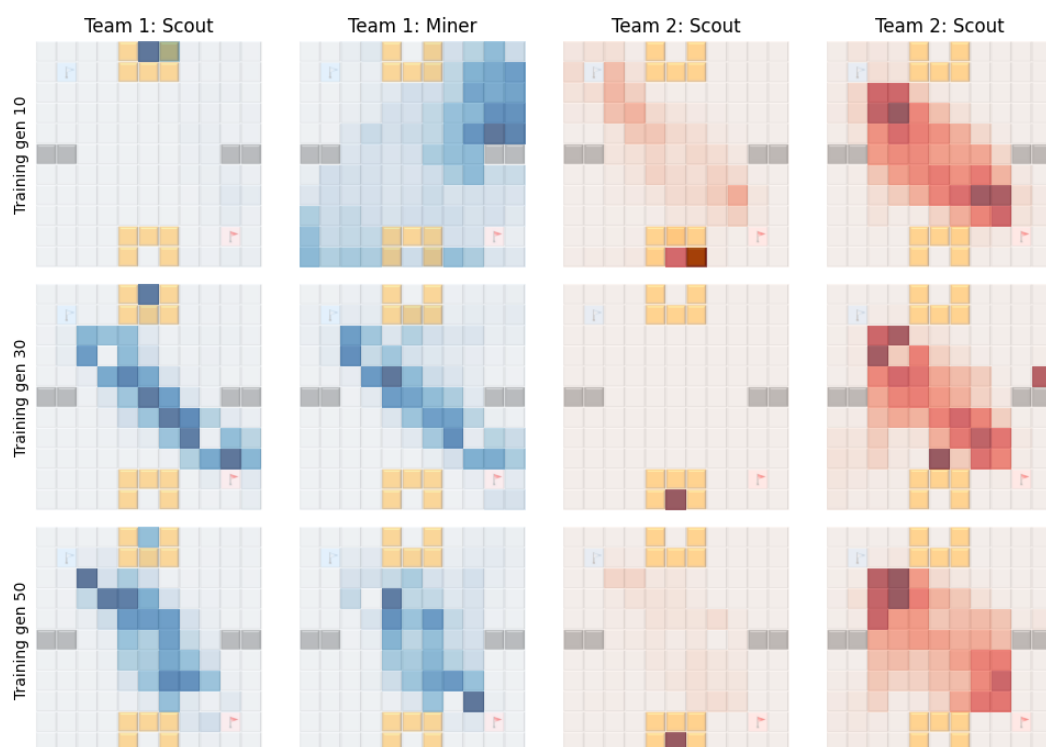 Team 1: Scout
Team 1: Miner
Team 2: Scout
Team 2: Scout
Training gen 10
Training gen 30
Training gen 50